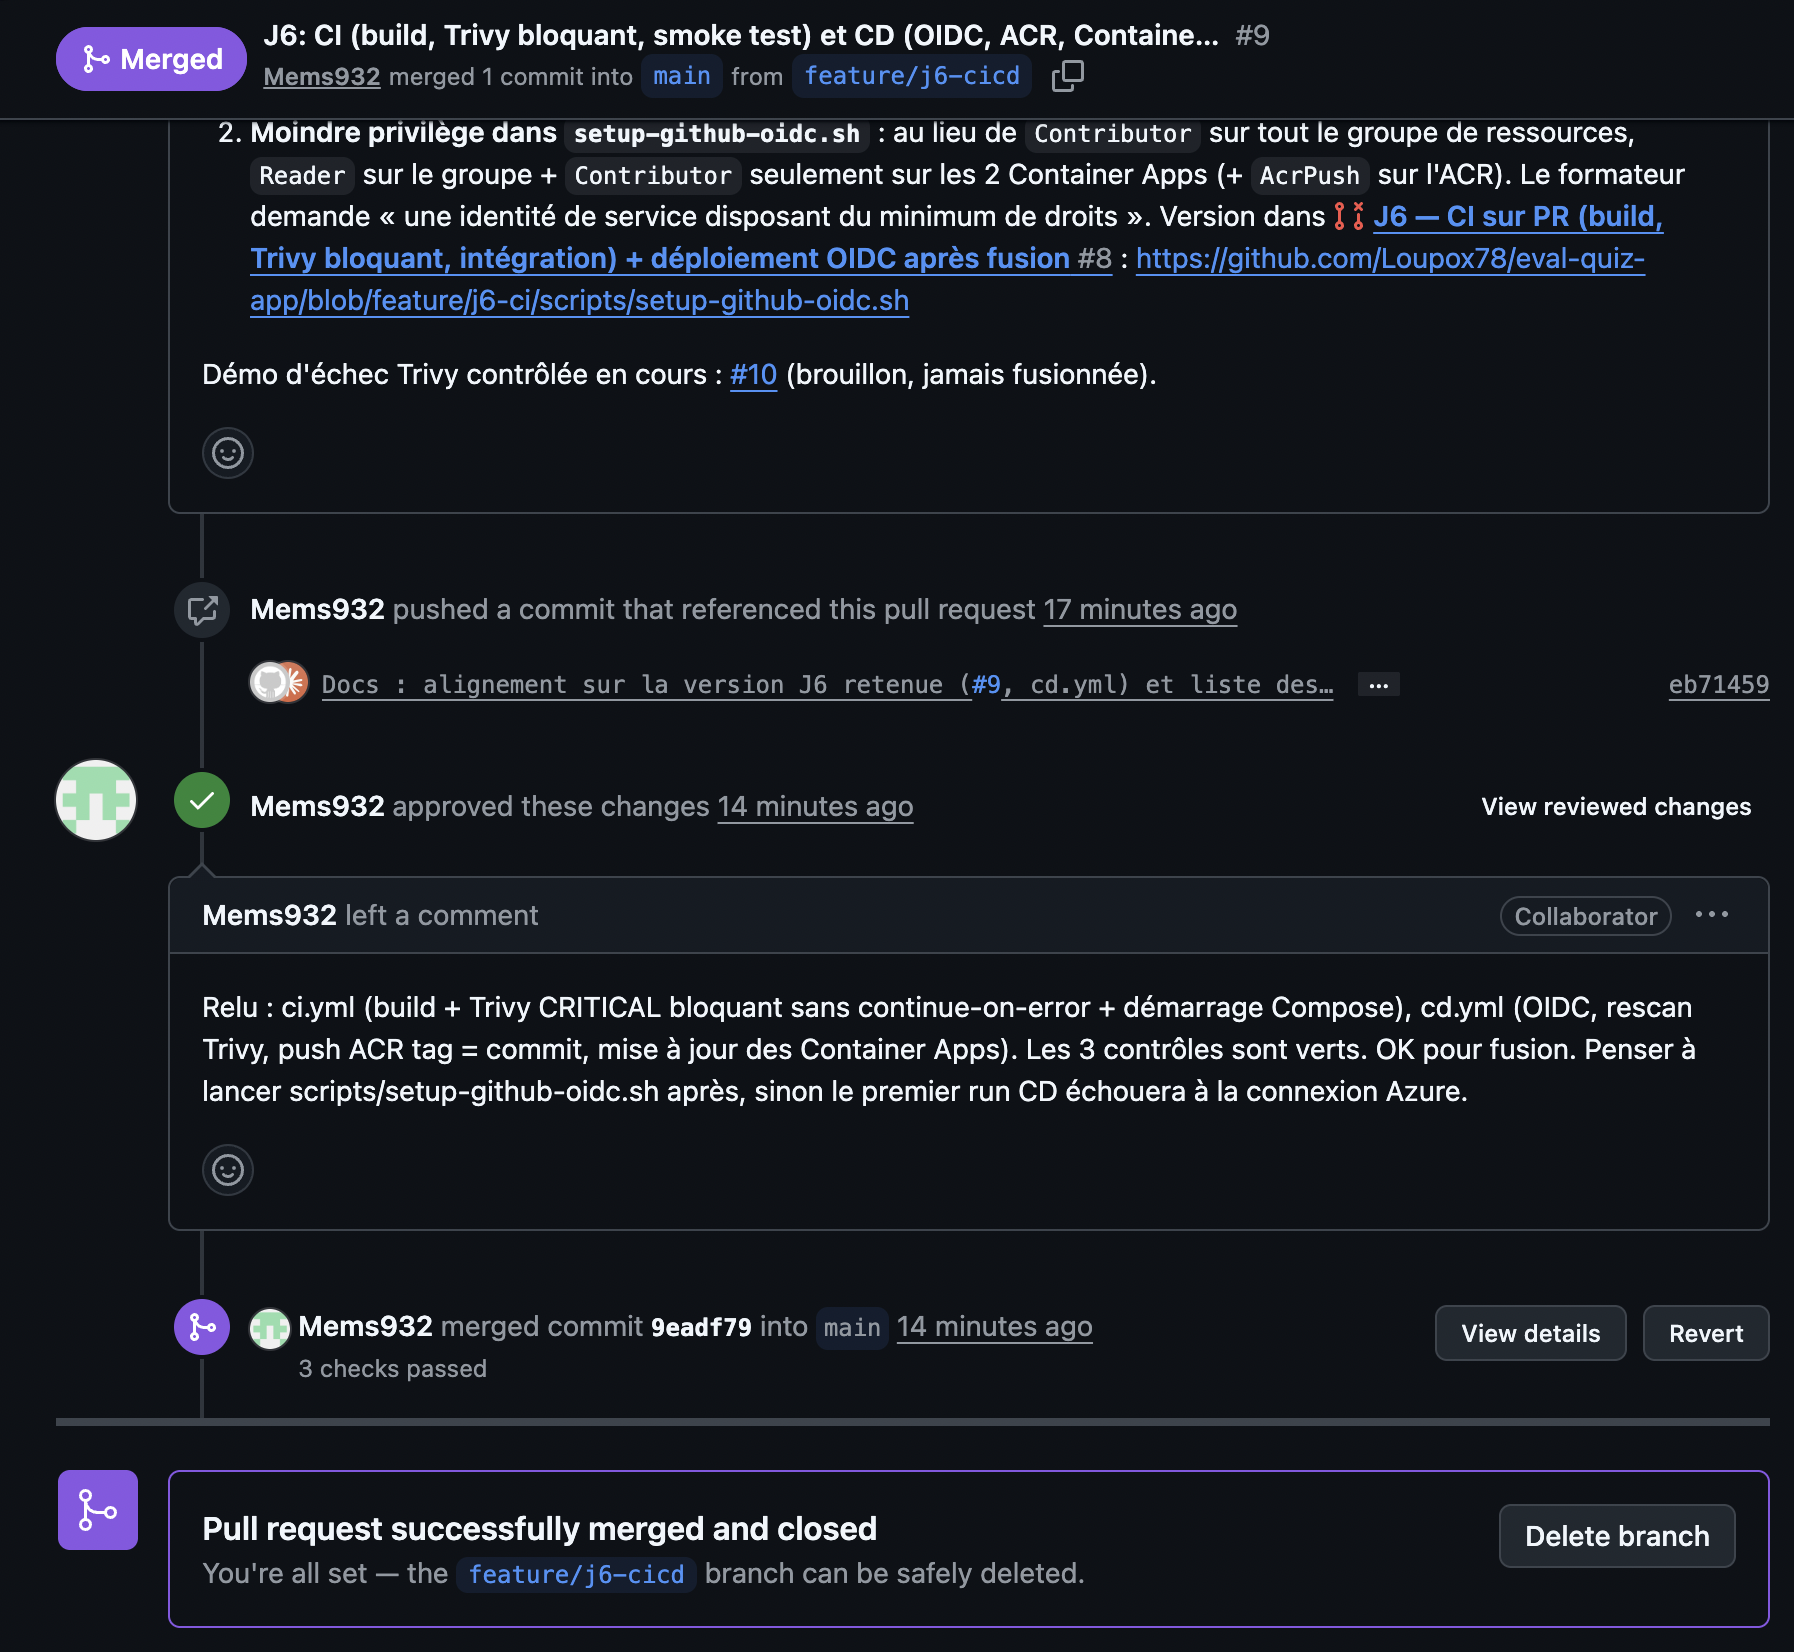 Merged
J6: CI (build, Trivy bloquant, smoke test) et CD (OIDC, ACR, Containe... #9
Mems932 merged 1 commit into main from feature/j6-cicd
2. Moindre privilège dans setup-github-oidc.sh : au lieu de Contributor sur tout le groupe de ressources,
Reader sur le groupe + Contributor seulement sur les 2 Container Apps (+ AcrPush sur l'ACR). Le formateur
demande « une identité de service disposant du minimum de droits ». Version dans J6 — CI sur PR (build,
Trivy bloquant, intégration) + déploiement OIDC après fusion #8 : https://github.com/Loupox78/eval-quiz-
app/blob/feature/j6-ci/scripts/setup-github-oidc.sh
Démo d'échec Trivy contrôlée en cours : #10 (brouillon, jamais fusionnée).
Mems932 pushed a commit that referenced this pull request 17 minutes ago
Docs : alignement sur la version J6 retenue (#9, cd.yml) et liste des… ... eb71459
Mems932 approved these changes 14 minutes ago View reviewed changes
Mems932 left a comment Collaborator ...
Relu : ci.yml (build + Trivy CRITICAL bloquant sans continue-on-error + démarrage Compose), cd.yml (OIDC, rescan
Trivy, push ACR tag = commit, mise à jour des Container Apps). Les 3 contrôles sont verts. OK pour fusion. Penser à
lancer scripts/setup-github-oidc.sh après, sinon le premier run CD échouera à la connexion Azure.
Mems932 merged commit 9eadf79 into main 14 minutes ago View details Revert
3 checks passed
Pull request successfully merged and closed
You're all set — the feature/j6-cicd branch can be safely deleted.
Delete branch